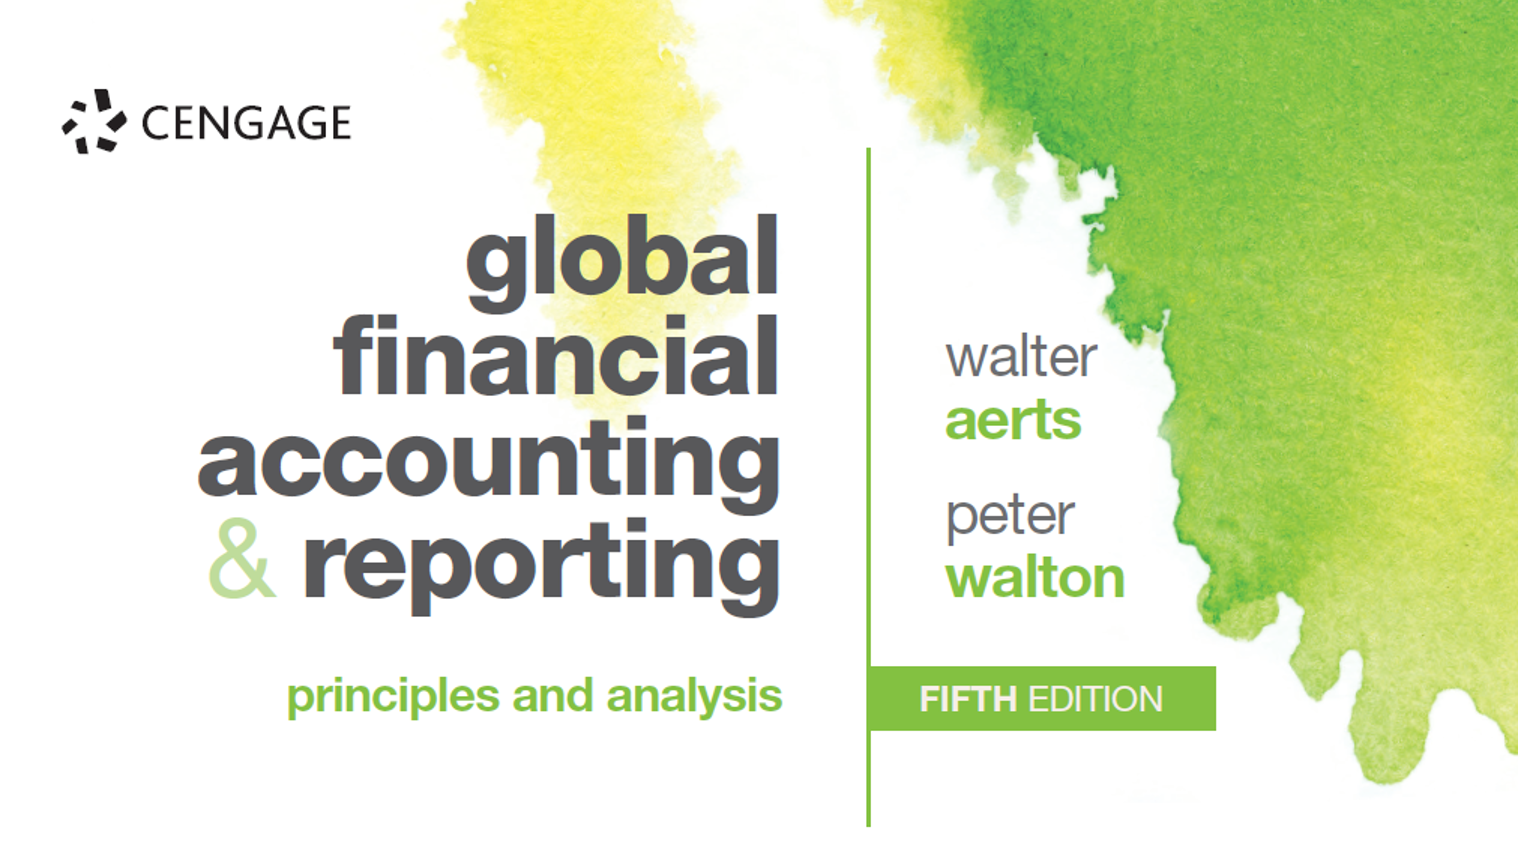 CENGAGE
global
financial
accounting
& reporting
principles and analysis
walter
aerts
peter
walton
FIFTH EDITION